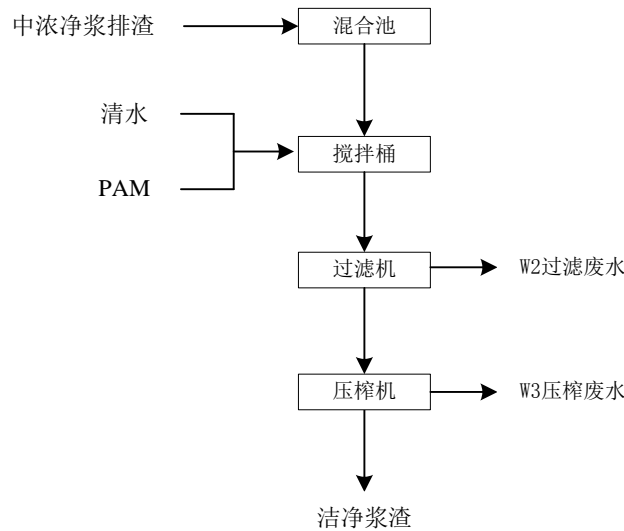 中浓净浆排渣
混合池
清水
搅拌桶
PAM
过滤机
W2过滤废水
压榨机
W3压榨废水
洁净浆渣